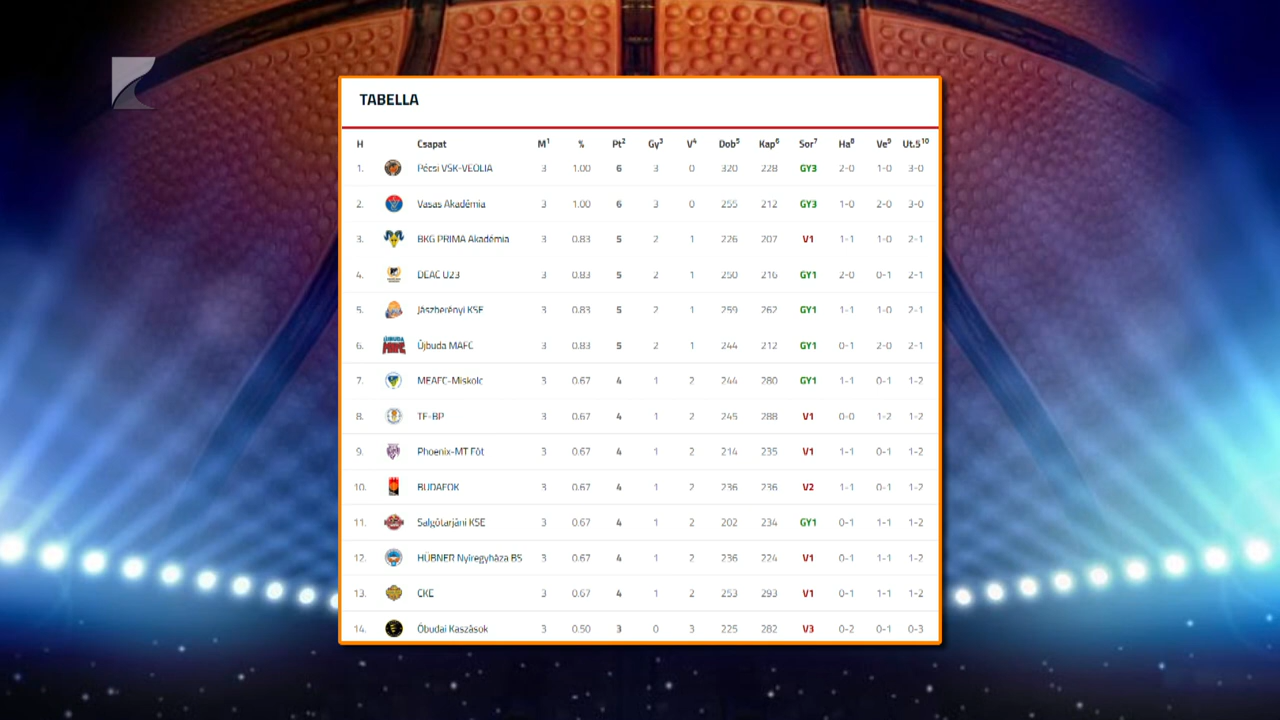 TABELLA
H Csapat M1 % Pt2 Gy3 V4 Dob5 Kap6 Sor7 Ha8 Ve9 Ut.510
1. Pécsi VSK-VEOLIA 3 1.00 6 3 0 320 228 GY3 2-0 1-0 3-0
2. Vasas Akadémia 3 1.00 6 3 0 255 212 GY3 1-0 2-0 3-0
3. BKG PRIMA Akadémia 3 0.83 5 2 1 226 207 V1 1-1 1-0 2-1
4. DEAC U23 3 0.83 5 2 1 250 216 GY1 2-0 0-1 2-1
5. Jászberényi KSE 3 0.83 5 2 1 259 262 GY1 1-1 1-0 2-1
6. Újbuda MAFC 3 0.83 5 2 1 244 212 GY1 0-1 2-0 2-1
7. MEAFC-Miskolc 3 0.67 4 1 2 244 280 GY1 1-1 0-1 1-2
8. TF-BP 3 0.67 4 1 2 245 288 V1 0-0 1-2 1-2
9. Phoenix-MT Fót 3 0.67 4 1 2 214 235 V1 1-1 0-1 1-2
10. BUDAFOK 3 0.67 4 1 2 236 236 V2 1-1 0-1 1-2
11. Salgótarjáni KSE 3 0.67 4 1 2 202 234 GY1 0-1 1-1 1-2
12. HÜBNER Nyíregyháza BS 3 0.67 4 1 2 236 224 V1 0-1 1-1 1-2
13. CKE 3 0.67 4 1 2 253 293 V1 0-1 1-1 1-2
14. Óbudai Kaszások 3 0.50 3 0 3 225 282 V3 0-2 0-1 0-3